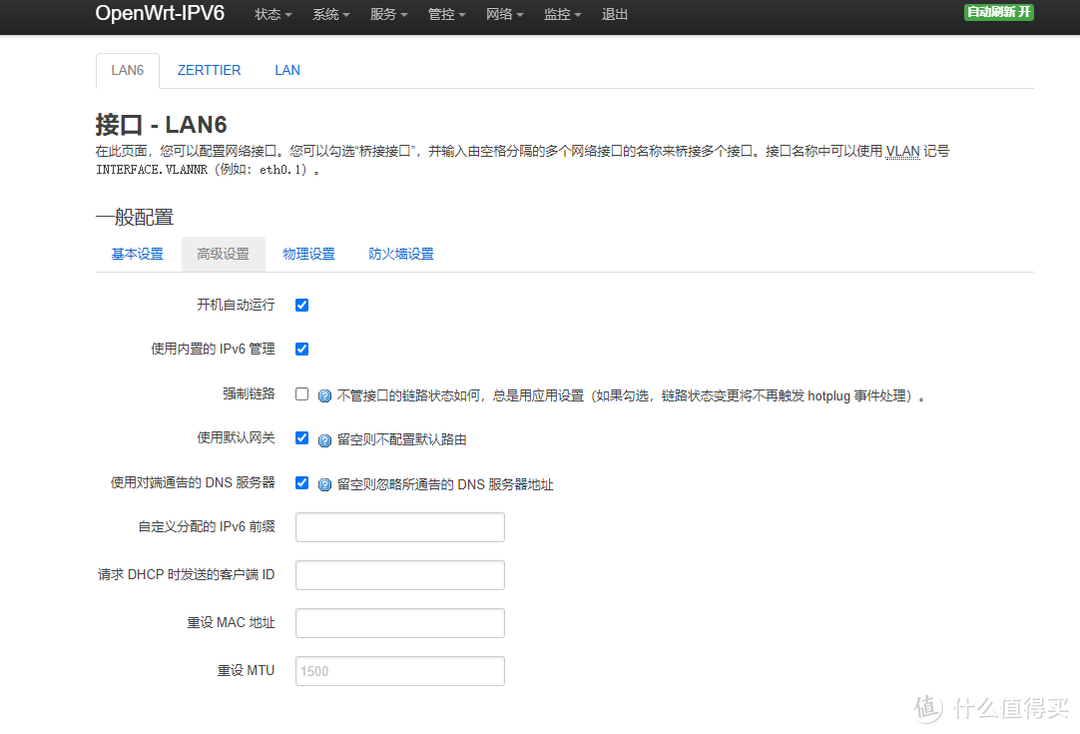 OpenWrt-IPV6 状态 系统 服务 管控 网络 监控 退出 自动刷新 开
LAN6 ZERTTIER LAN
接口 - LAN6
在此页面，您可以配置网络接口。您可以勾选“桥接接口”，并输入由空格分隔的多个网络接口的名称来桥接多个接口。接口名称中可以使用 VLAN 记号
INTERFACE.VLANNR（例如：eth0.1）。
一般配置
基本设置 高级设置 物理设置 防火墙设置
开机自动运行
使用内置的 IPv6 管理
强制链路 不管接口的链路状态如何，总是用应用设置（如果勾选，链路状态变更将不再触发 hotplug 事件处理）。
使用默认网关 留空则不配置默认路由
使用对端通告的 DNS 服务器 留空则忽略所通告的 DNS 服务器地址
自定义分配的 IPv6 前缀
请求 DHCP 时发送的客户端 ID
重设 MAC 地址
重设 MTU 1500
值 什么值得买